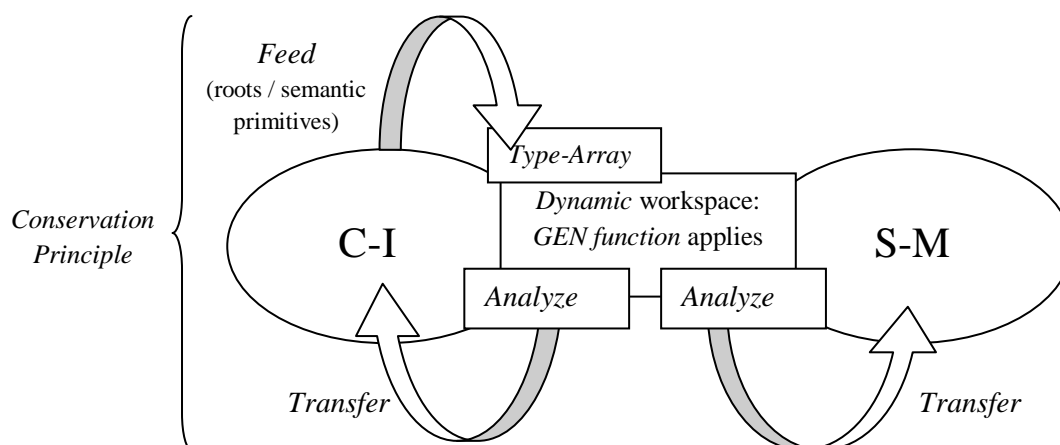 Feed
(roots / semantic
primitives)
Type-Array
Dynamic workspace:
GEN function applies
Conservation
Principle
C-I
S-M
Analyze
Analyze
Transfer
Transfer